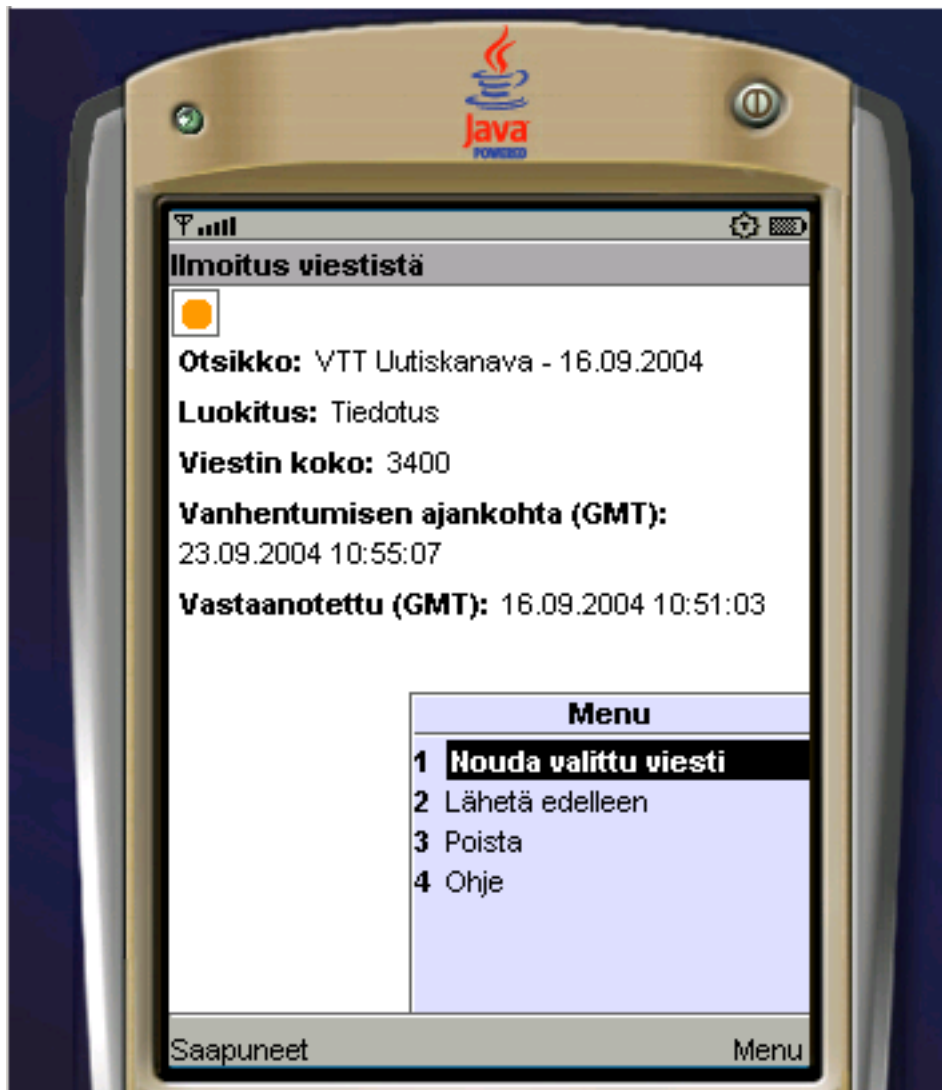 Java
POWERED
Ilmoitus viestistä
Otsikko: VTT Uutiskanava - 16.09.2004
Luokitus: Tiedotus
Viestin koko: 3400
Vanhentumisen ajankohta (GMT):
23.09.2004 10:55:07
Vastaanotettu (GMT): 16.09.2004 10:51:03
Menu
1 Nouda valittu viesti
2 Lähetä edelleen
3 Poista
4 Ohje
Saapuneet Menu